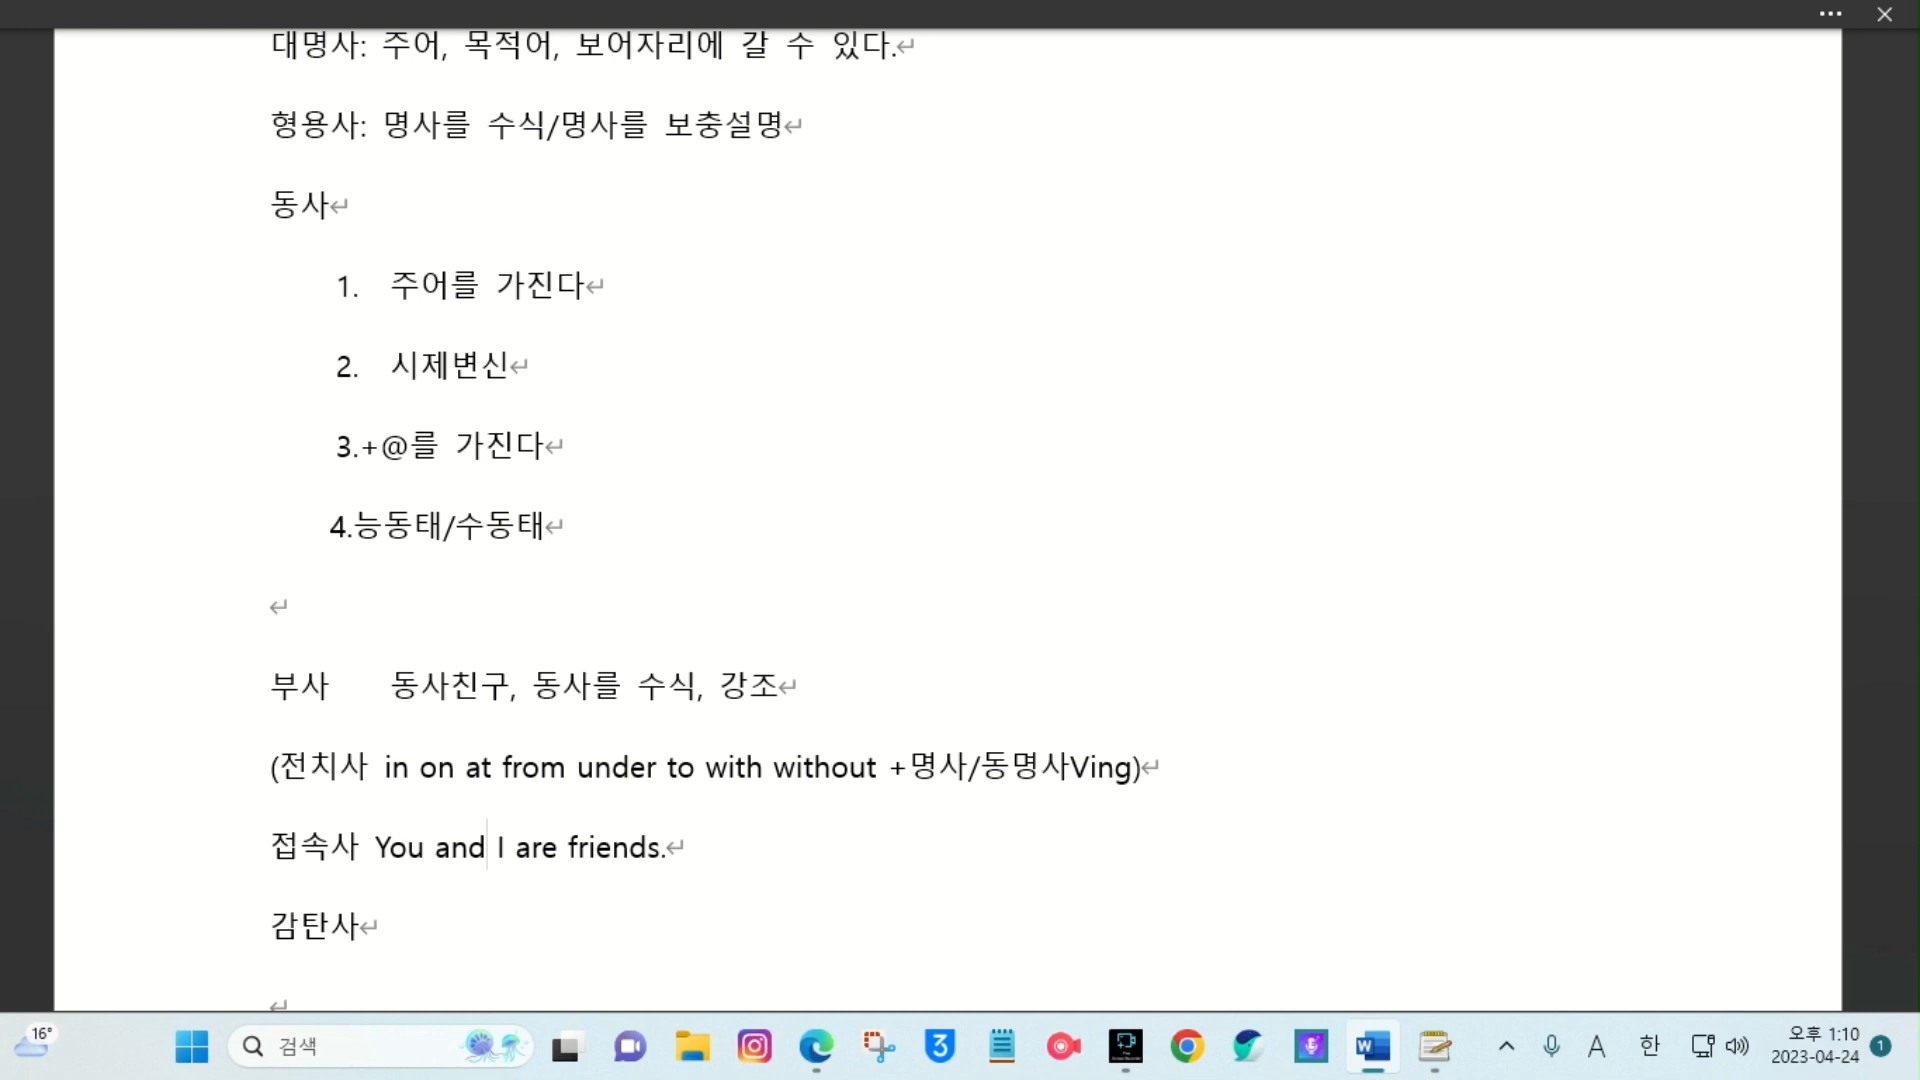 대명사: 주어, 목적어, 보어자리에 갈 수 있다.
형용사: 명사를 수식/명사를 보충설명
동사
1. 주어를 가진다
2. 시제변신
3.+@를 가진다
4.능동태/수동태
부사 동사친구, 동사를 수식, 강조
(전치사 in on at from under to with without +명사/동명사Ving)
접속사 You and I are friends.
감탄사
16°
검색
A 한
오후 1:10
2023-04-24
1